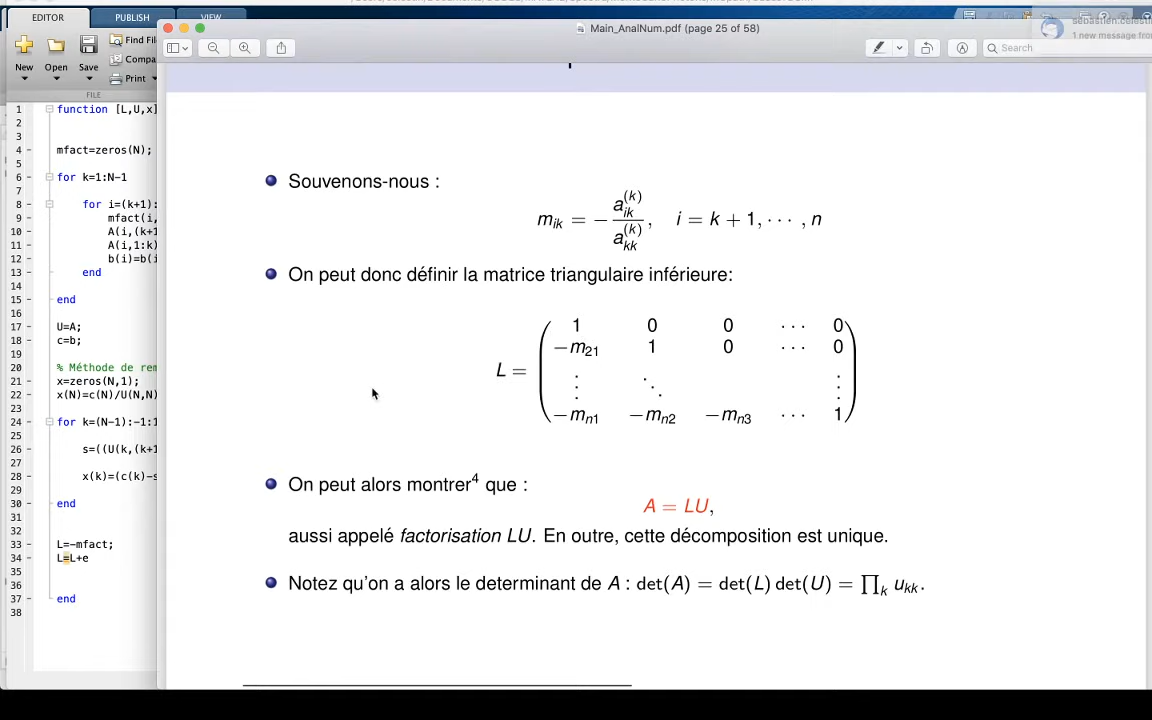 EDITOR PUBLISH VIEW
New Open Save Find Fil
Compa
Print
FILE
Main_AnalNum.pdf (page 25 of 58)
Search
1 new message from
1 function [L,U,x]
2
3
4 mfact=zeros(N);
5
6 for k=1:N-1
7
8 for i=(k+1):
9 mfact(i,
10 A(i,(k+
11 A(i,1:k)
12 b(i)=b(i
13 end
14
15 end
16
17 U=A;
18 c=b;
19
20 % Méthode de rem
21 x=zeros(N,1);
22 x(N)=c(N)/U(N,N)
23
24 for k=(N-1):-1:1
25
26 s=((U(k,(k+1
27
28 x(k)=(c(k)-s
29
30 end
31
32
33 L=-mfact;
34 L=L+e
35
36
37 end
38
Souvenons-nous :
m_{ik} = − a_{ik}^{(k)} / a_{kk}^{(k)}, i = k + 1, ⋯ , n
On peut donc définir la matrice triangulaire inférieure:
1 0 0 ⋯ 0
−m_{21} 1 0 ⋯ 0
L = ⋮ ⋱ ⋮
−m_{n1} −m_{n2} −m_{n3} ⋯ 1
On peut alors montrer⁴ que :
A = LU,
aussi appelé factorisation LU. En outre, cette décomposition est unique.
Notez qu'on a alors le determinant de A : det(A) = det(L) det(U) = ∏_k u_{kk}.